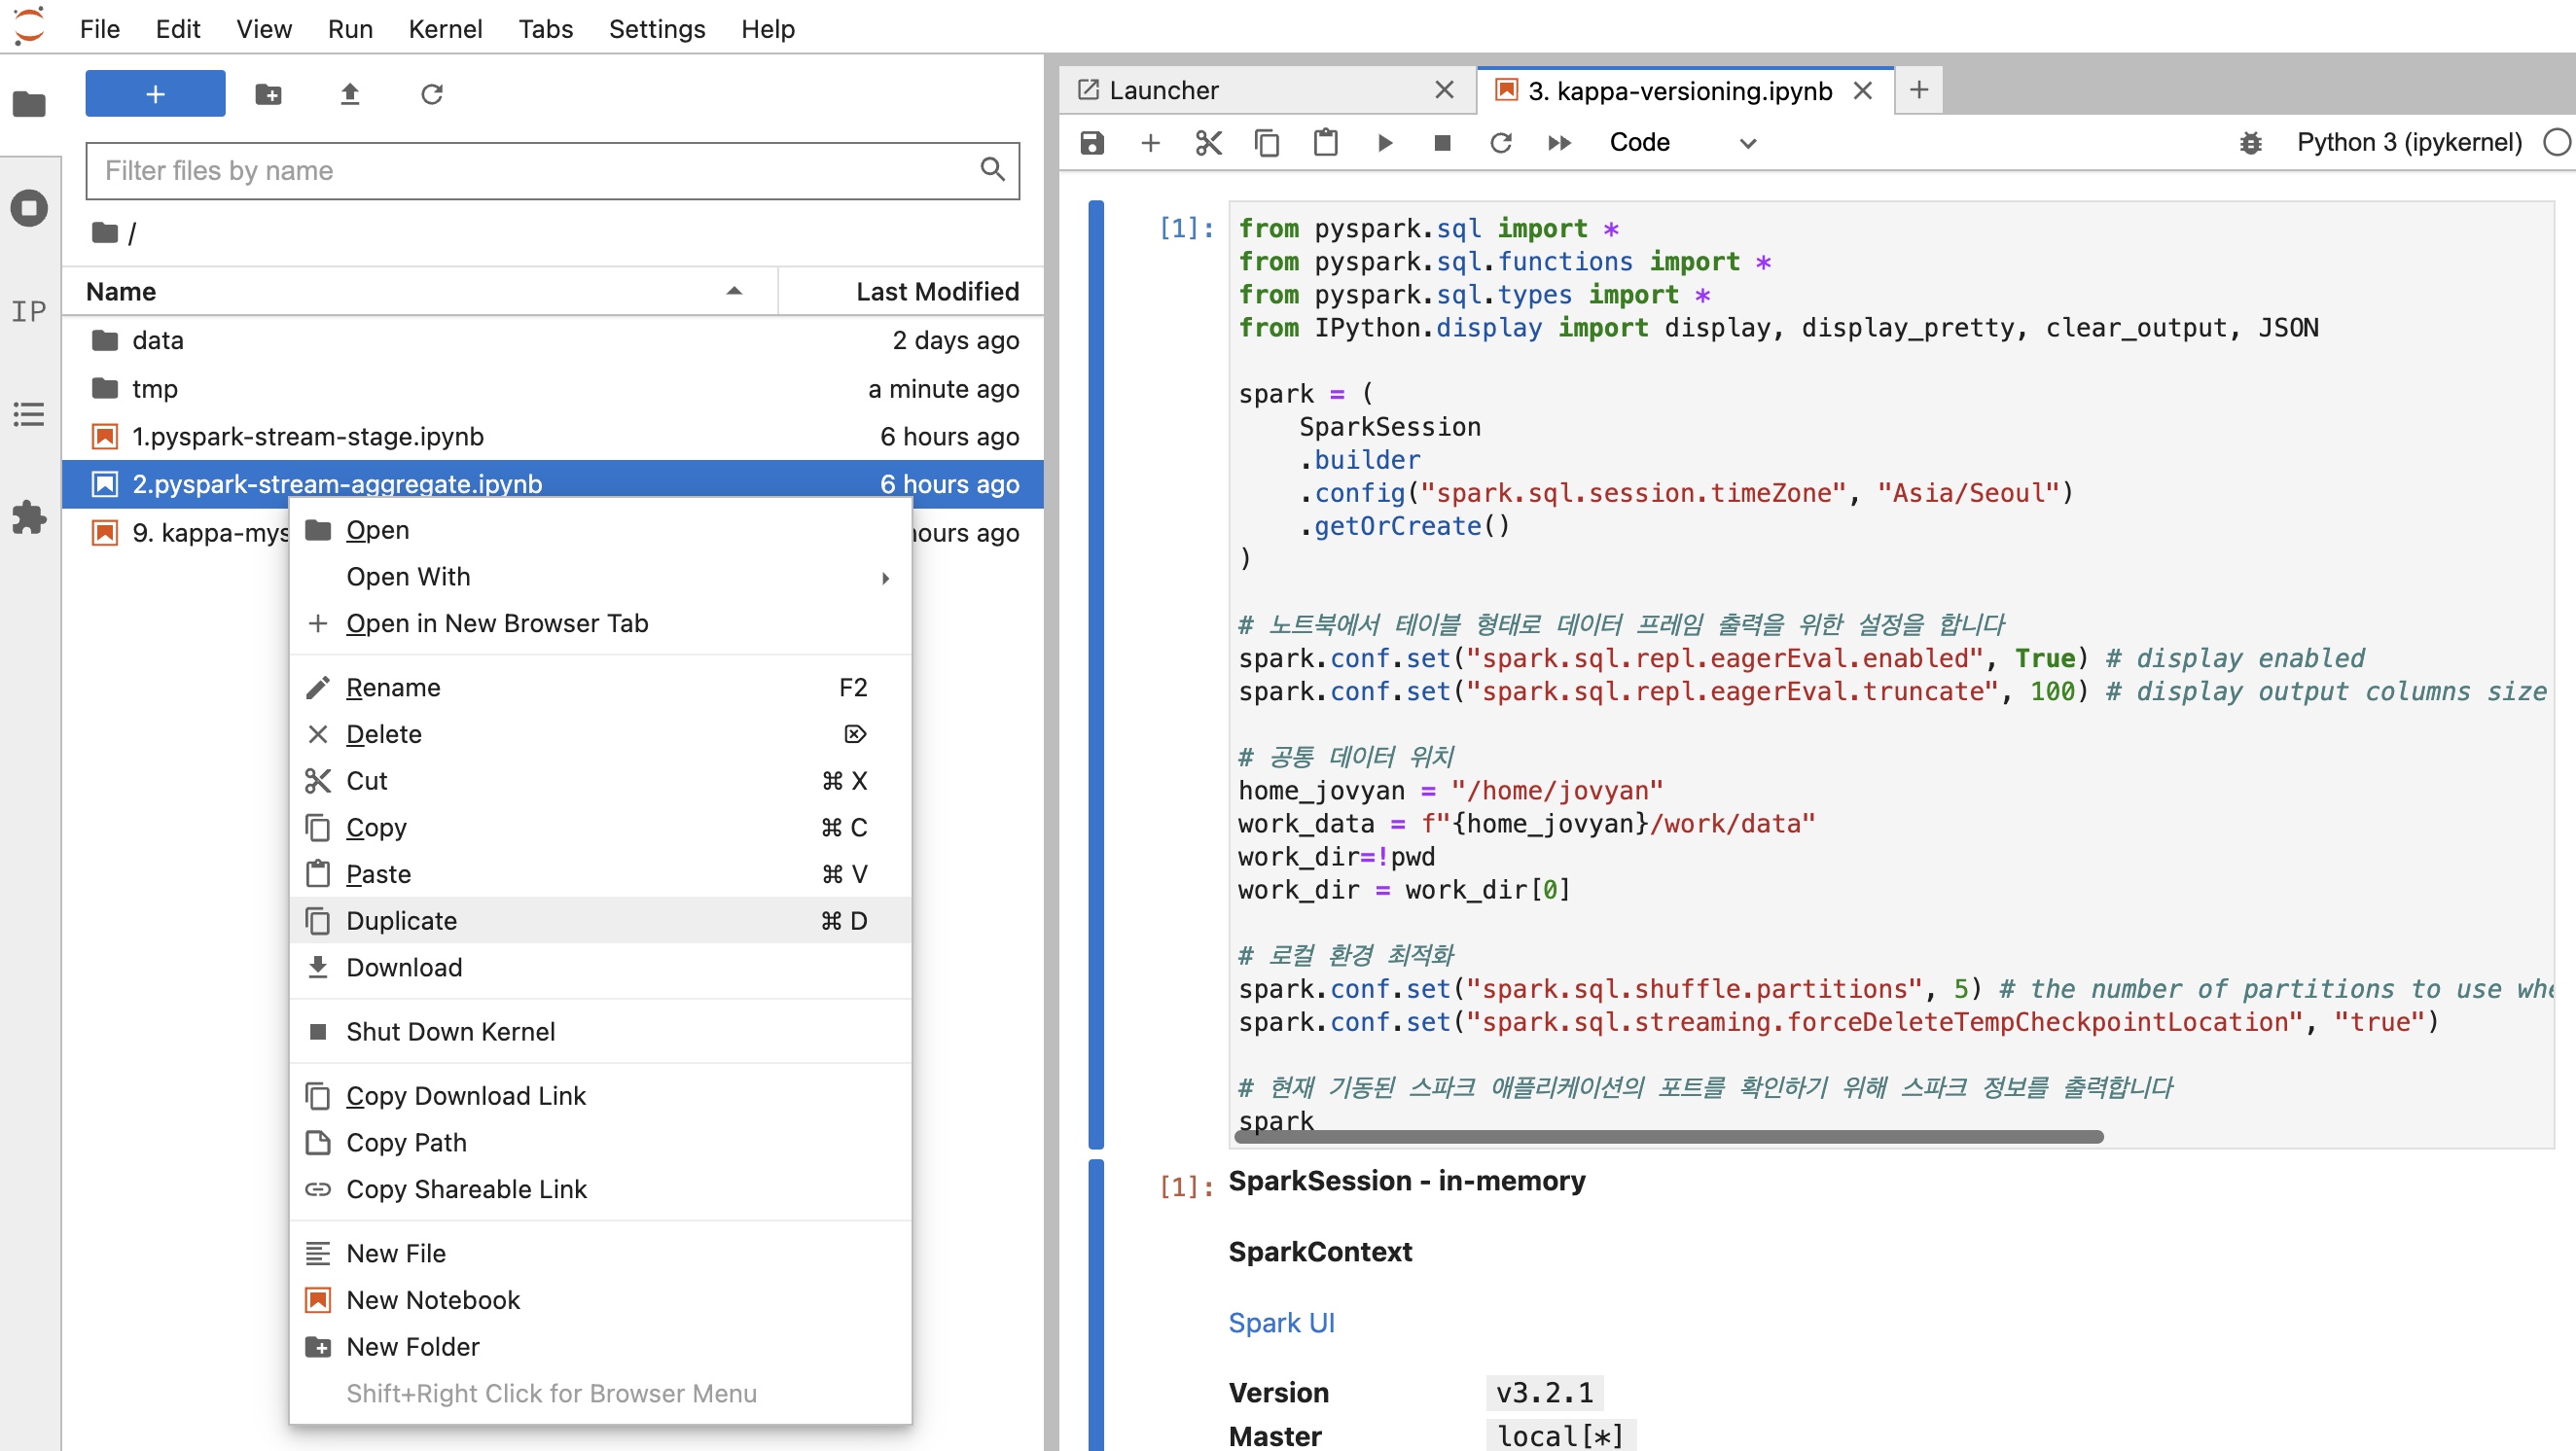 File Edit View Run Kernel Tabs Settings Help
Filter files by name
/
Name Last Modified
data 2 days ago
tmp a minute ago
1.pyspark-stream-stage.ipynb 6 hours ago
2.pyspark-stream-aggregate.ipynb 6 hours ago
9. kappa-mys hours ago
Open
Open With
Open in New Browser Tab
Rename F2
Delete
Cut ⌘ X
Copy ⌘ C
Paste ⌘ V
Duplicate ⌘ D
Download
Shut Down Kernel
Copy Download Link
Copy Path
Copy Shareable Link
New File
New Notebook
New Folder
Shift+Right Click for Browser Menu
IP
Launcher 3. kappa-versioning.ipynb
Code Python 3 (ipykernel)
[1]: from pyspark.sql import *
from pyspark.sql.functions import *
from pyspark.sql.types import *
from IPython.display import display, display_pretty, clear_output, JSON
spark = (
SparkSession
.builder
.config("spark.sql.session.timeZone", "Asia/Seoul")
.getOrCreate()
)
# 노트북에서 테이블 형태로 데이터 프레임 출력을 위한 설정을 합니다
spark.conf.set("spark.sql.repl.eagerEval.enabled", True) # display enabled
spark.conf.set("spark.sql.repl.eagerEval.truncate", 100) # display output columns size
# 공통 데이터 위치
home_jovyan = "/home/jovyan"
work_data = f"{home_jovyan}/work/data"
work_dir=!pwd
work_dir = work_dir[0]
# 로컬 환경 최적화
spark.conf.set("spark.sql.shuffle.partitions", 5) # the number of partitions to use whe
spark.conf.set("spark.sql.streaming.forceDeleteTempCheckpointLocation", "true")
# 현재 기동된 스파크 애플리케이션의 포트를 확인하기 위해 스파크 정보를 출력합니다
spark
[1]: SparkSession - in-memory
SparkContext
Spark UI
Version v3.2.1
Master local[*]